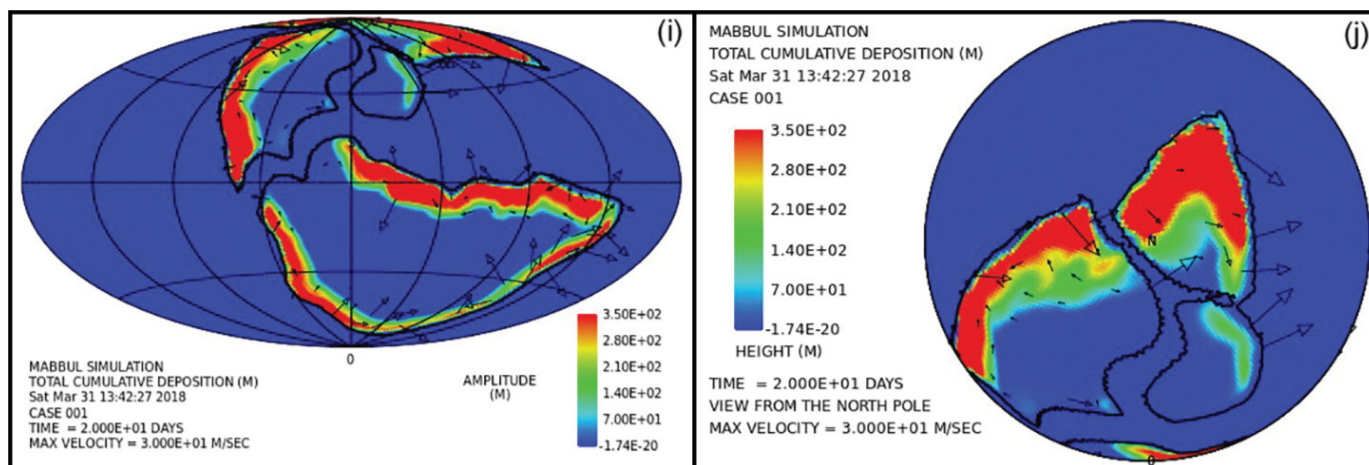 (i)
0
3.50E+02
2.80E+02
2.10E+02
1.40E+02
7.00E+01
-1.74E-20
AMPLITUDE
(M)
MABBUL SIMULATION
TOTAL CUMULATIVE DEPOSITION (M)
Sat Mar 31 13:42:27 2018
CASE 001
TIME = 2.000E+01 DAYS
MAX VELOCITY = 3.000E+01 M/SEC
(j)
MABBUL SIMULATION
TOTAL CUMULATIVE DEPOSITION (M)
Sat Mar 31 13:42:27 2018
CASE 001
3.50E+02
2.80E+02
2.10E+02
1.40E+02
7.00E+01
-1.74E-20
HEIGHT (M)
TIME = 2.000E+01 DAYS
VIEW FROM THE NORTH POLE
MAX VELOCITY = 3.000E+01 M/SEC
N
0